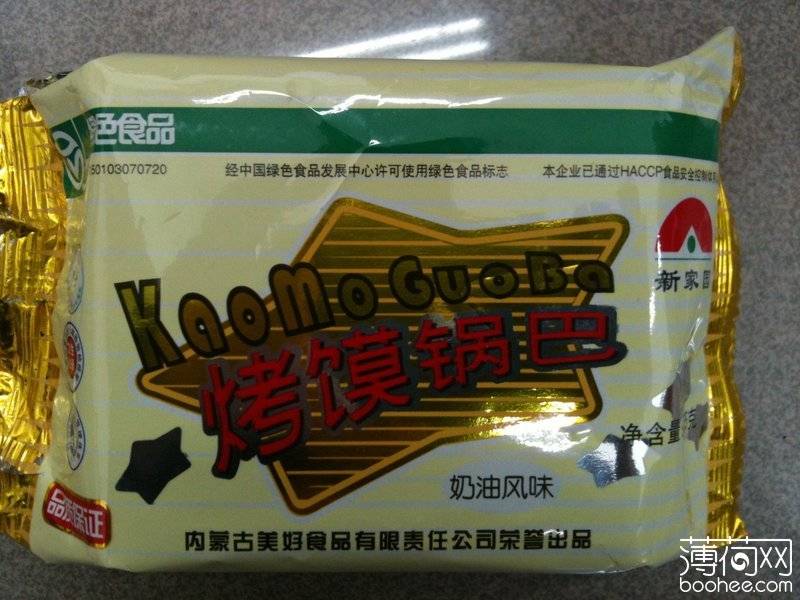 色食品
50103070720
经中国绿色食品发展中心许可使用绿色食品标志
本企业已通过HACCP食品安全控制
新家园
KaoMoGuoBa
烤馍锅巴
净含量
奶油风味
品质保证
内蒙古美好食品有限责任公司荣誉出品
薄荷网
boohee.com